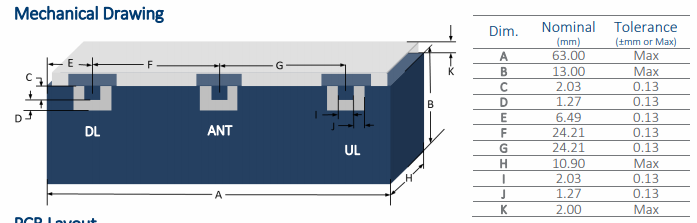 Mechanical Drawing
E
F
G
C
K
D
B
I
J
DL
ANT
UL
H
A
Dim. Nominal Tolerance
(mm) (±mm or Max)
A 63.00 Max
B 13.00 Max
C 2.03 0.13
D 1.27 0.13
E 6.49 0.13
F 24.21 0.13
G 24.21 0.13
H 10.90 Max
I 2.03 0.13
J 1.27 0.13
K 2.00 Max
PCB Layout